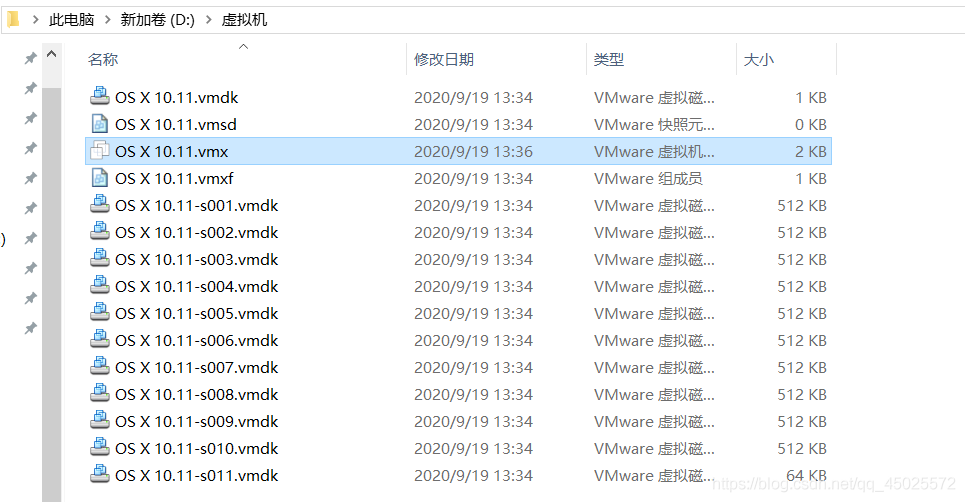 此电脑 › 新加卷 (D:) › 虚拟机
名称 修改日期 类型 大小
OS X 10.11.vmdk 2020/9/19 13:34 VMware 虚拟磁... 1 KB
OS X 10.11.vmsd 2020/9/19 13:34 VMware 快照元... 0 KB
OS X 10.11.vmx 2020/9/19 13:36 VMware 虚拟机... 2 KB
OS X 10.11.vmxf 2020/9/19 13:34 VMware 组成员 1 KB
OS X 10.11-s001.vmdk 2020/9/19 13:34 VMware 虚拟磁... 512 KB
OS X 10.11-s002.vmdk 2020/9/19 13:34 VMware 虚拟磁... 512 KB
OS X 10.11-s003.vmdk 2020/9/19 13:34 VMware 虚拟磁... 512 KB
)
OS X 10.11-s004.vmdk 2020/9/19 13:34 VMware 虚拟磁... 512 KB
OS X 10.11-s005.vmdk 2020/9/19 13:34 VMware 虚拟磁... 512 KB
OS X 10.11-s006.vmdk 2020/9/19 13:34 VMware 虚拟磁... 512 KB
OS X 10.11-s007.vmdk 2020/9/19 13:34 VMware 虚拟磁... 512 KB
OS X 10.11-s008.vmdk 2020/9/19 13:34 VMware 虚拟磁... 512 KB
OS X 10.11-s009.vmdk 2020/9/19 13:34 VMware 虚拟磁... 512 KB
OS X 10.11-s010.vmdk 2020/9/19 13:34 VMware 虚拟磁... 512 KB
OS X 10.11-s011.vmdk 2020/9/19 13:34 VMware 虚拟磁... 64 KB
https://blog.csdn.net/qq_45025572